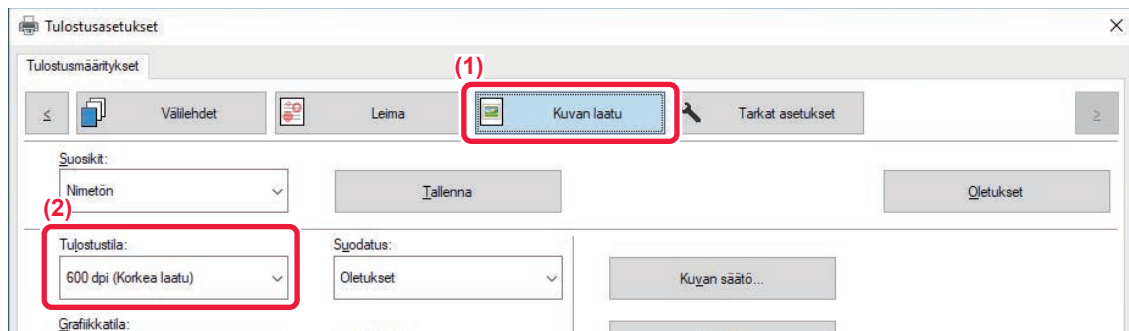 Tulostusasetukset
Tulostusmääritykset
(1)
≤ Välilehdet Leima Kuvan laatu Tarkat asetukset ≥
Suosikit:
Nimetön Tallenna Oletukset
(2)
Tulostustila: Suodatus:
600 dpi (Korkea laatu) Oletukset Kuvan säätö...
Grafiikkatila: